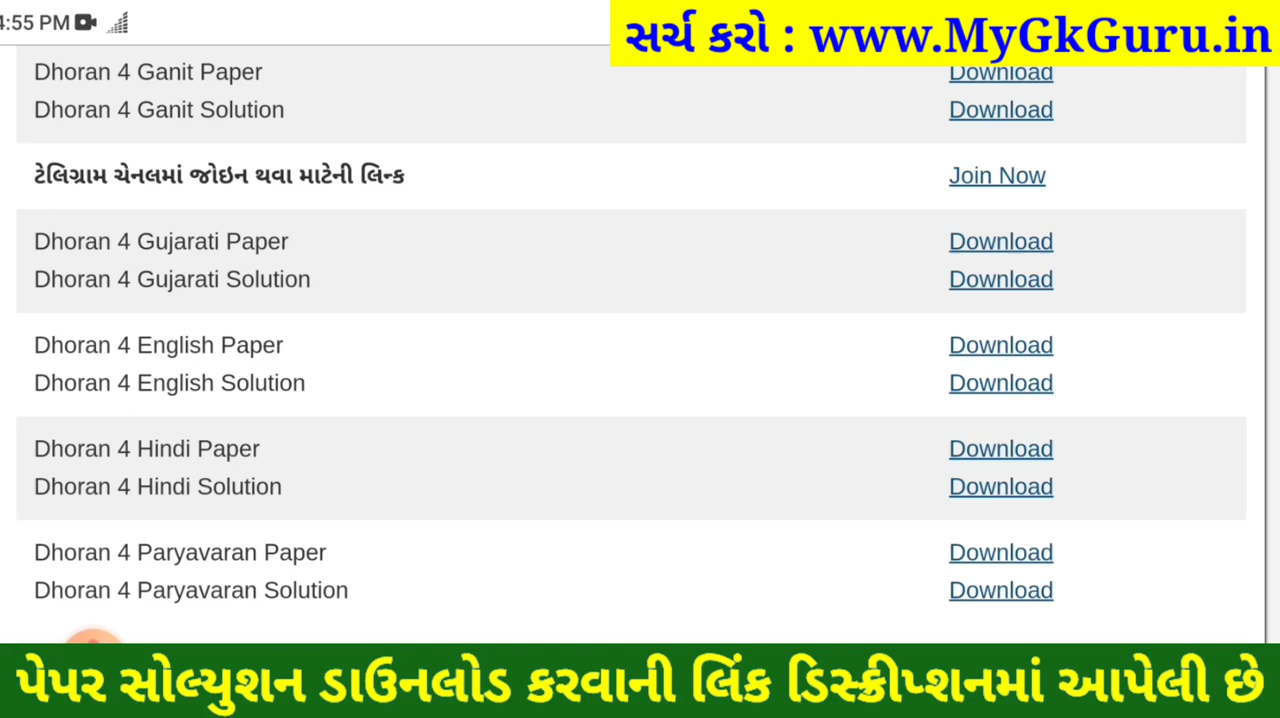 4:55 PM
સર્ચ કરો : www.MyGkGuru.in
Dhoran 4 Ganit Paper Download
Dhoran 4 Ganit Solution Download
ટેલિગ્રામ ચેનલમાં જોઇન થવા માટેની લિન્ક Join Now
Dhoran 4 Gujarati Paper Download
Dhoran 4 Gujarati Solution Download
Dhoran 4 English Paper Download
Dhoran 4 English Solution Download
Dhoran 4 Hindi Paper Download
Dhoran 4 Hindi Solution Download
Dhoran 4 Paryavaran Paper Download
Dhoran 4 Paryavaran Solution Download
પેપર સોલ્યુશન ડાઉનલોડ કરવાની લિંક ડિસ્ક્રીપ્શનમાં આપેલી છે